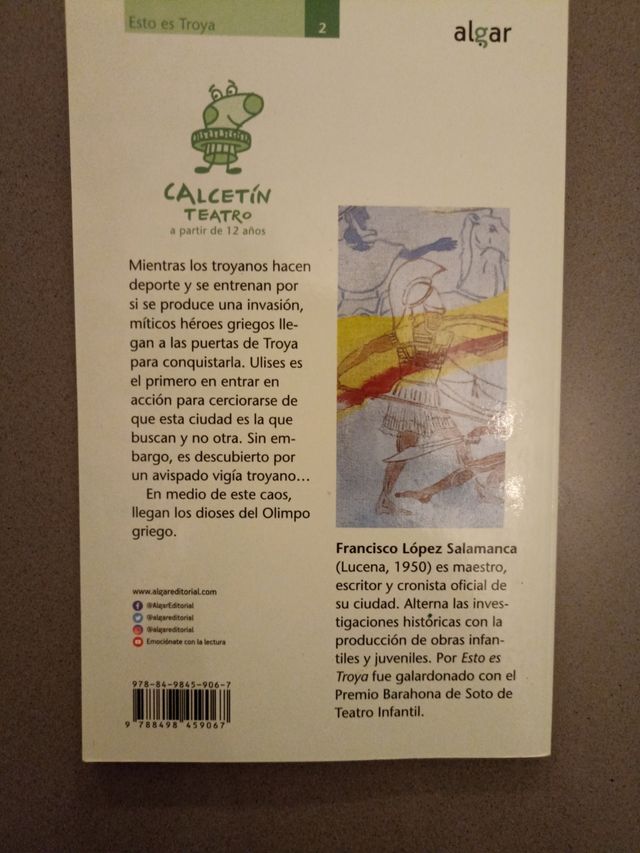 Esto es Troya
2
algar
CALCETÍN
TEATRO
a partir de 12 años
Mientras los troyanos hacen
deporte y se entrenan por
si se produce una invasión,
míticos héroes griegos lle-
gan a las puertas de Troya
para conquistarla. Ulises es
el primero en entrar en
acción para cerciorarse de
que esta ciudad es la que
buscan y no otra. Sin em-
bargo, es descubierto por
un avispado vigía troyano...
En medio de este caos,
llegan los dioses del Olimpo
griego.
Francisco López Salamanca
(Lucena, 1950) es maestro,
escritor y cronista oficial de
su ciudad. Alterna las inves-
tigaciones históricas con la
producción de obras infan-
tiles y juveniles. Por Esto es
Troya fue galardonado con el
Premio Barahona de Soto de
Teatro Infantil.
www.algareditorial.com
@AlgarEditorial
@algareditorial
@algareditorial
Emociónate con la lectura
978-84-9845-906-7
9 788498 459067